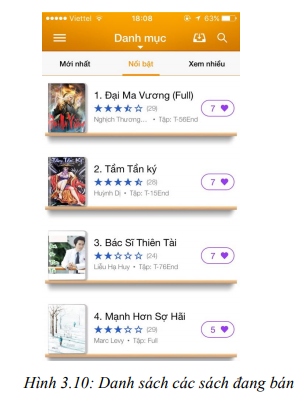 Viettel 18:08 63%
Danh mục
Mới nhất Nổi bật Xem nhiều
1. Đại Ma Vương (Full)
(29)
7
Nghịch Thương... • Tập: T-56End
2. Tầm Tần ký
(26)
7
Huỳnh Dị • Tập: T-15End
3. Bác Sĩ Thiên Tài
(24)
7
Liễu Hạ Huy • Tập: T-76End
4. Mạnh Hơn Sợ Hãi
(29)
5
Marc Levy • Tập: Full
Hình 3.10: Danh sách các sách đang bán